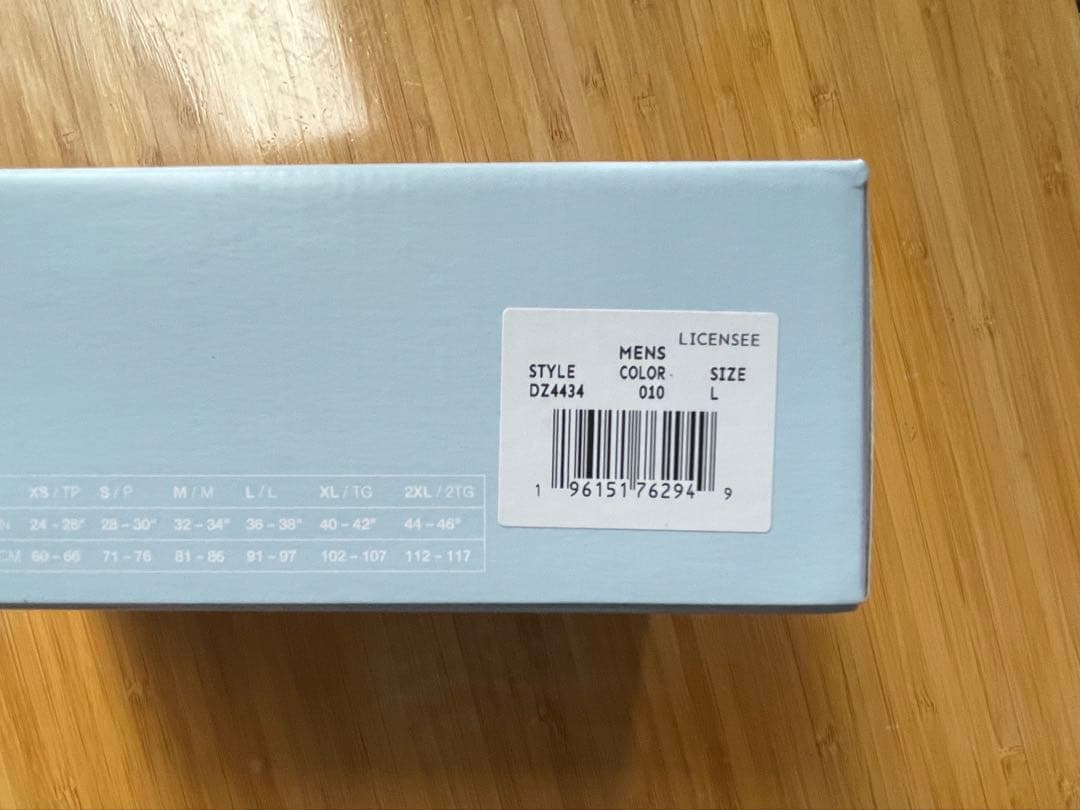 LICENSEE
MENS
STYLE COLOR SIZE
DZ4434 010 L
1 96151 76294 9
XS / TP S / P M / M L / L XL / TG 2XL / 2TG
N 24 – 26" 28 – 30" 32 – 34" 36 – 38" 40 – 42" 44 – 46"
CM 60 – 66 71 – 76 81 – 86 91 – 97 102 – 107 112 – 117